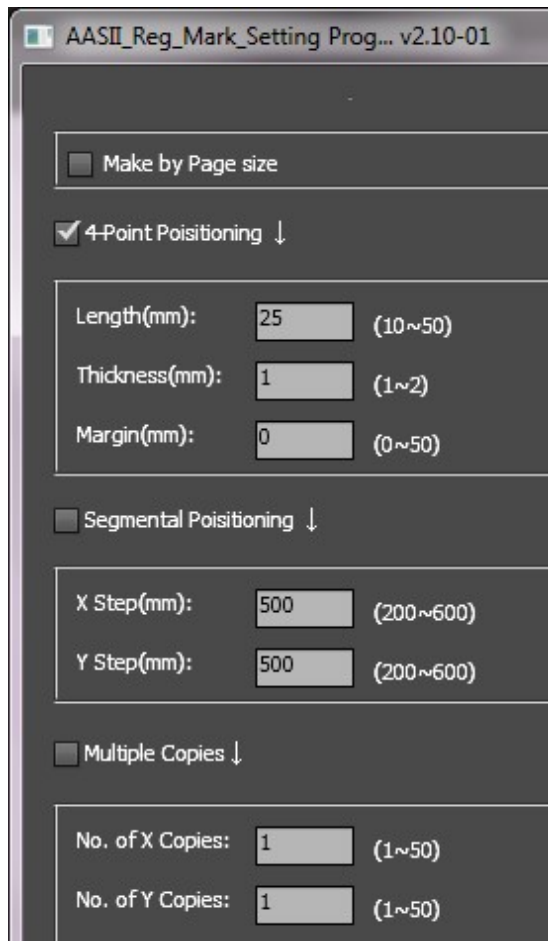 AASII_Reg_Mark_Setting Prog... v2.10-01
Make by Page size
4-Point Poisitioning ↓
Length(mm): 25 (10~50)
Thickness(mm): 1 (1~2)
Margin(mm): 0 (0~50)
Segmental Poisitioning ↓
X Step(mm): 500 (200~600)
Y Step(mm): 500 (200~600)
Multiple Copies ↓
No. of X Copies: 1 (1~50)
No. of Y Copies: 1 (1~50)